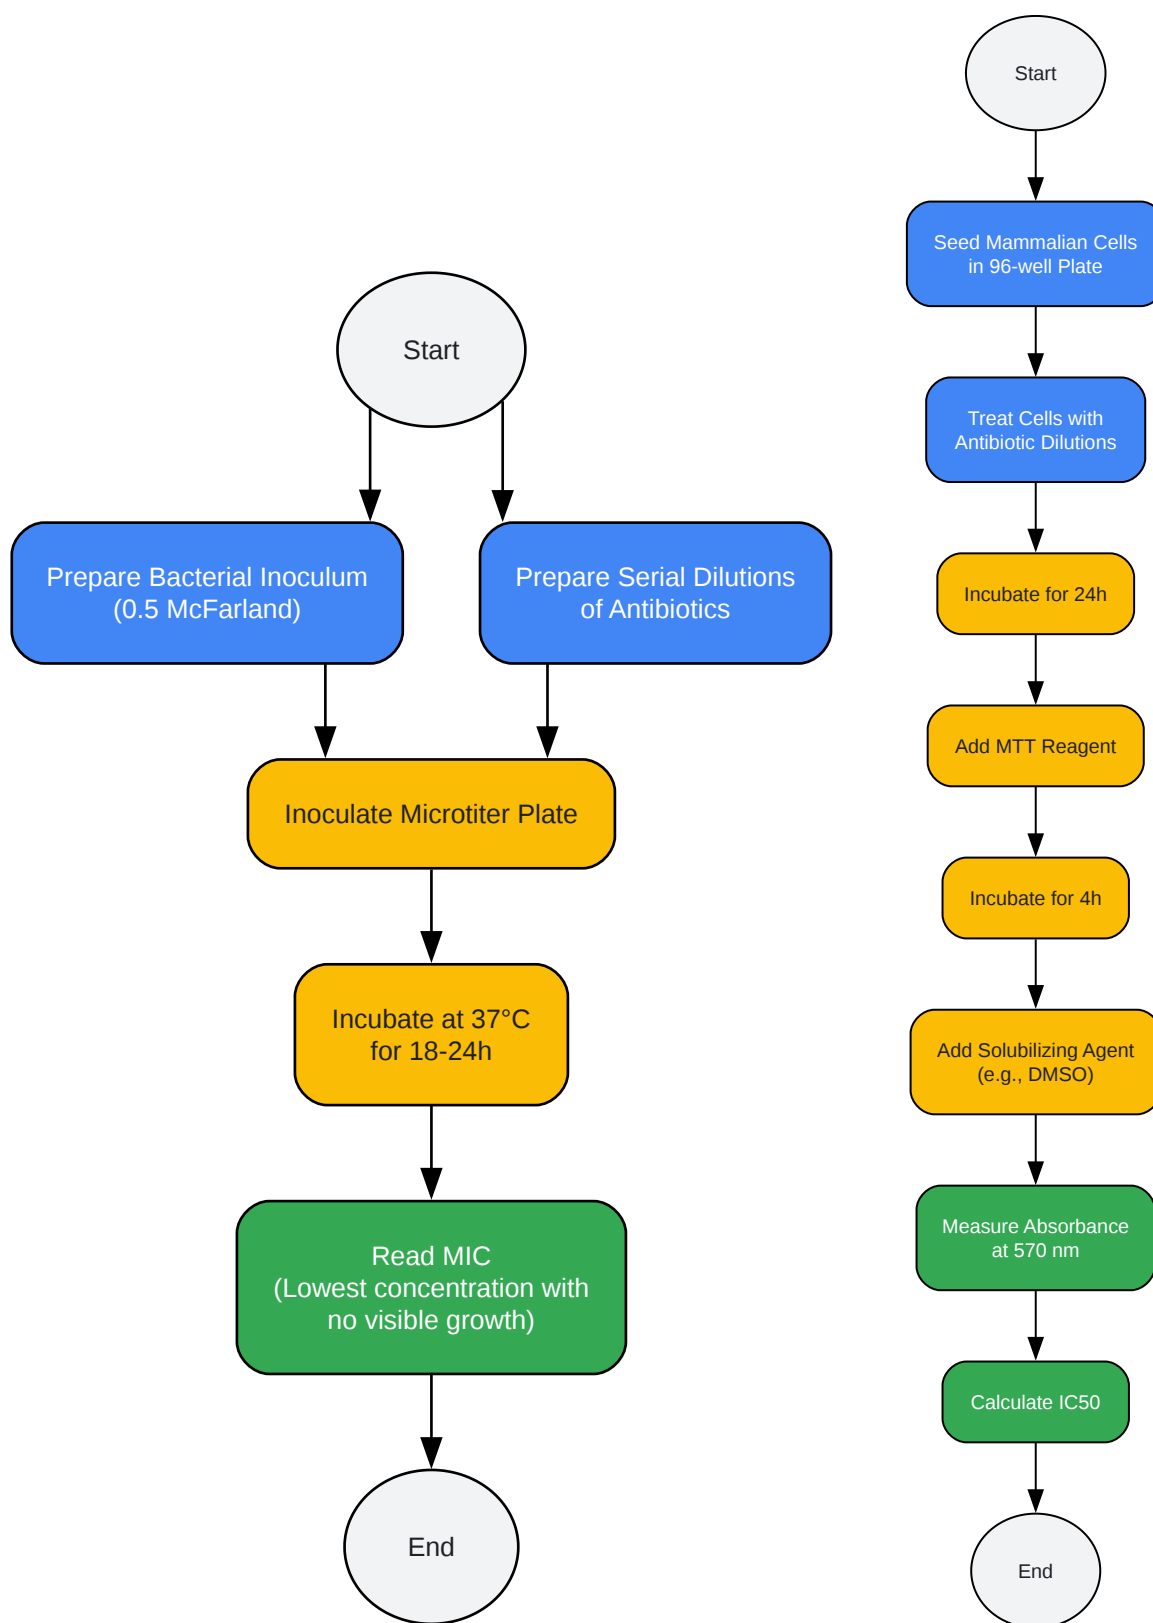 Start
Prepare Bacterial Inoculum
(0.5 McFarland)
Prepare Serial Dilutions
of Antibiotics
Inoculate Microtiter Plate
Incubate at 37°C
for 18-24h
Read MIC
(Lowest concentration with
no visible growth)
End
Start
Seed Mammalian Cells
in 96-well Plate
Treat Cells with
Antibiotic Dilutions
Incubate for 24h
Add MTT Reagent
Incubate for 4h
Add Solubilizing Agent
(e.g., DMSO)
Measure Absorbance
at 570 nm
Calculate IC50
End